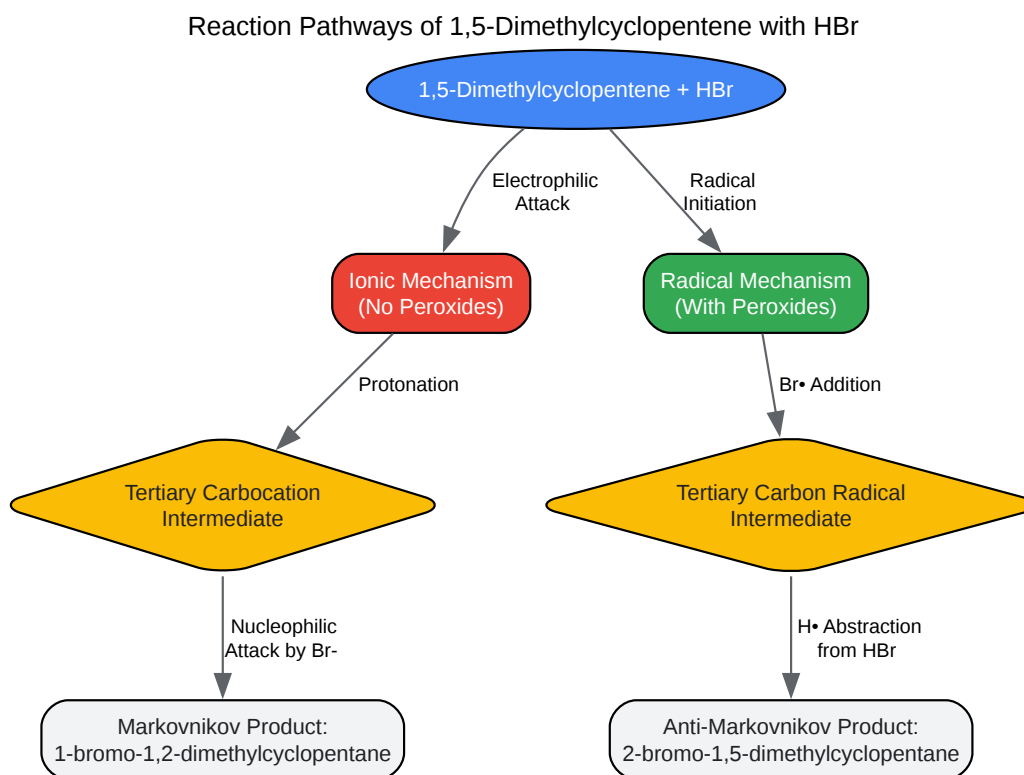 Reaction Pathways of 1,5-Dimethylcyclopentene with HBr
1,5-Dimethylcyclopentene + HBr
Electrophilic
Attack
Radical
Initiation
Ionic Mechanism
(No Peroxides)
Radical Mechanism
(With Peroxides)
Protonation
Br• Addition
Tertiary Carbocation
Intermediate
Tertiary Carbon Radical
Intermediate
Nucleophilic
Attack by Br-
H• Abstraction
from HBr
Markovnikov Product:
1-bromo-1,2-dimethylcyclopentane
Anti-Markovnikov Product:
2-bromo-1,5-dimethylcyclopentane